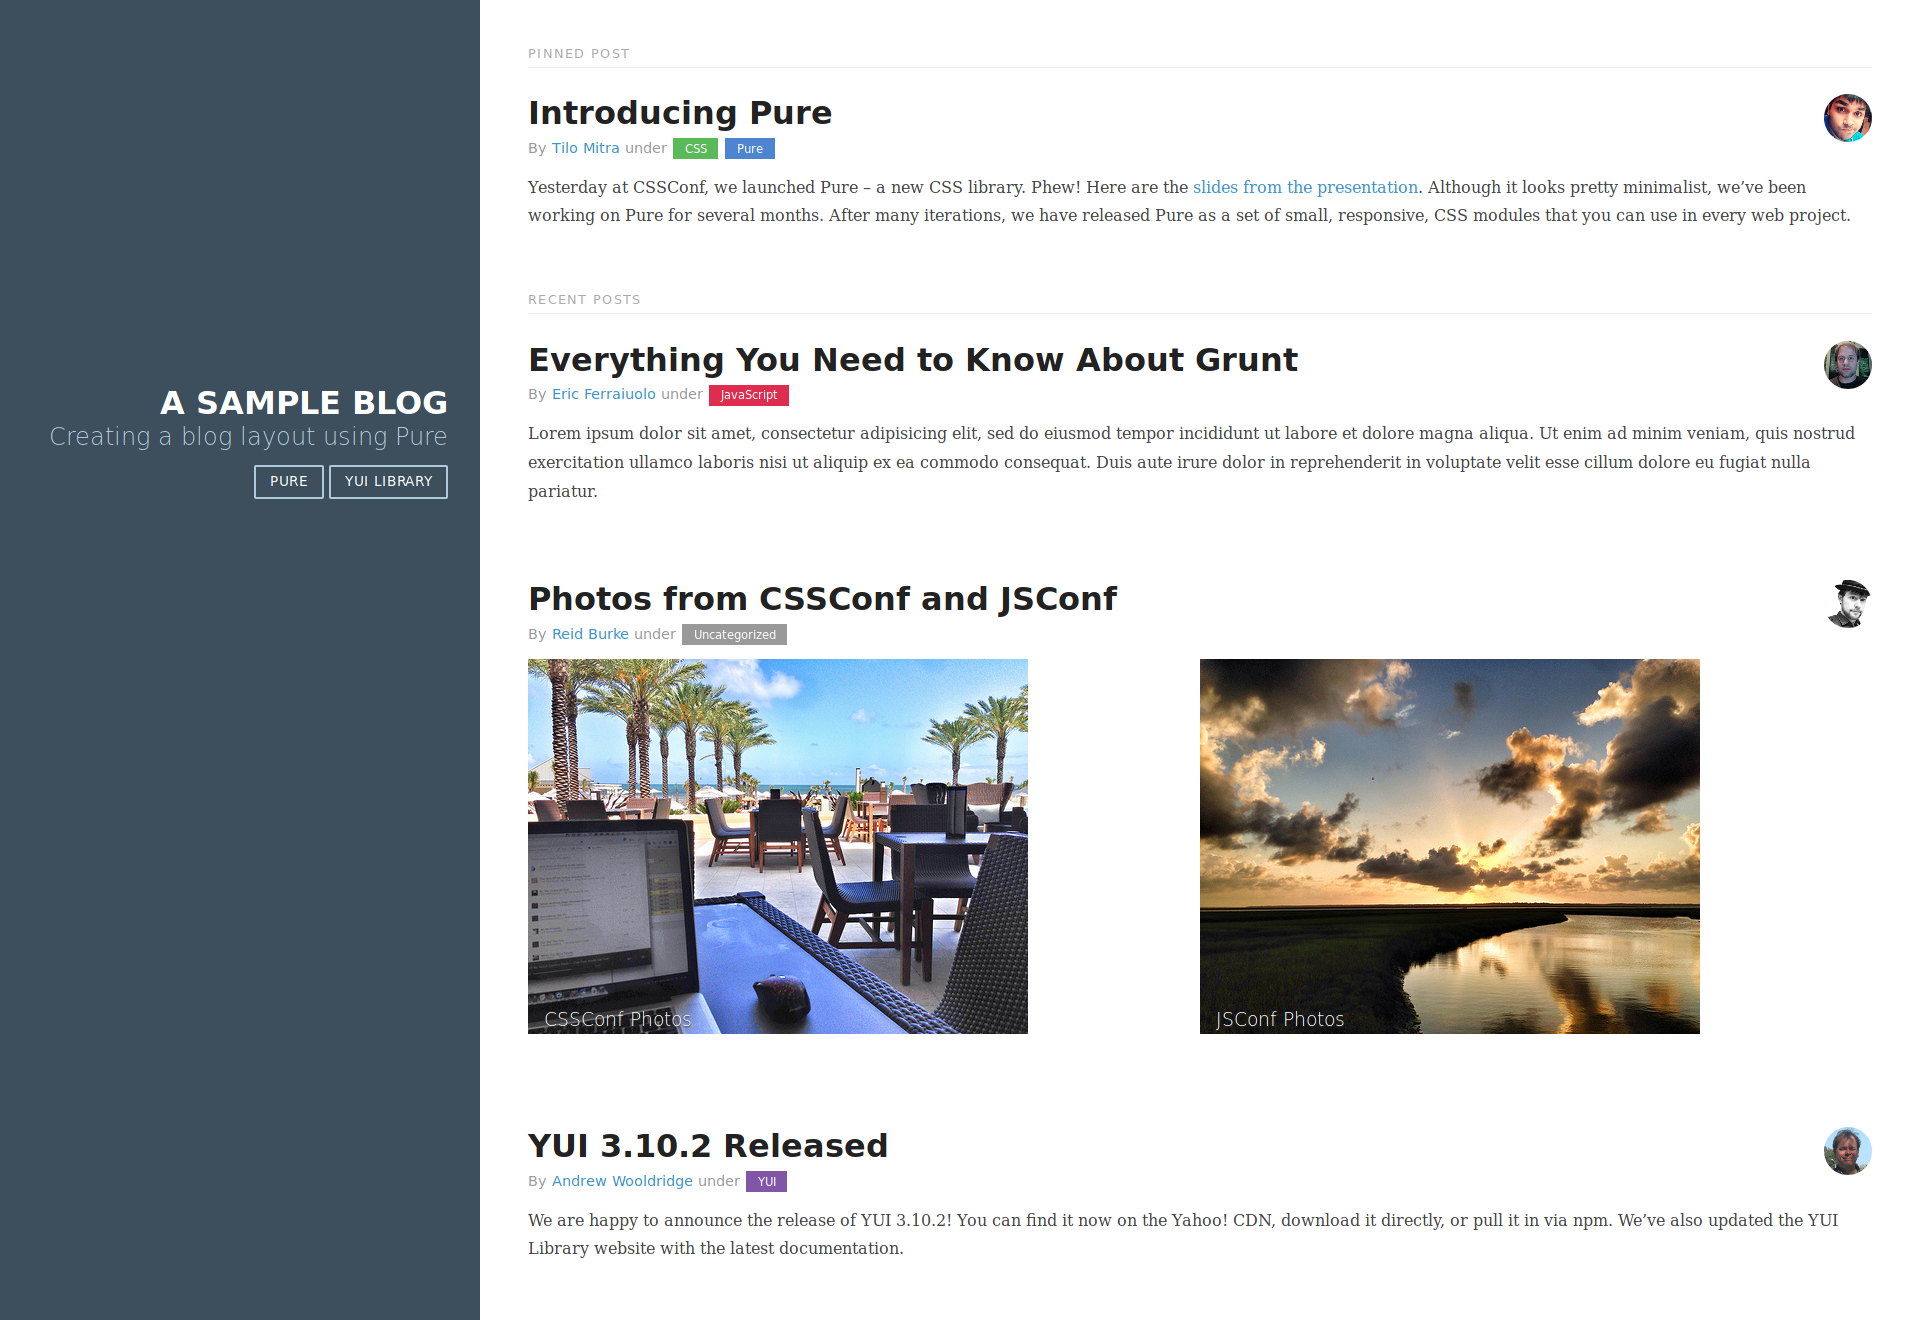 A SAMPLE BLOG
Creating a blog layout using Pure
PURE
YUI LIBRARY
PINNED POST
Introducing Pure
By Tilo Mitra under CSS Pure
Yesterday at CSSConf, we launched Pure – a new CSS library. Phew! Here are the slides from the presentation. Although it looks pretty minimalist, we’ve been
working on Pure for several months. After many iterations, we have released Pure as a set of small, responsive, CSS modules that you can use in every web project.
RECENT POSTS
Everything You Need to Know About Grunt
By Eric Ferraiuolo under JavaScript
Lorem ipsum dolor sit amet, consectetur adipisicing elit, sed do eiusmod tempor incididunt ut labore et dolore magna aliqua. Ut enim ad minim veniam, quis nostrud
exercitation ullamco laboris nisi ut aliquip ex ea commodo consequat. Duis aute irure dolor in reprehenderit in voluptate velit esse cillum dolore eu fugiat nulla
pariatur.
Photos from CSSConf and JSConf
By Reid Burke under Uncategorized
CSSConf Photos
JSConf Photos
YUI 3.10.2 Released
By Andrew Wooldridge under YUI
We are happy to announce the release of YUI 3.10.2! You can find it now on the Yahoo! CDN, download it directly, or pull it in via npm. We’ve also updated the YUI
Library website with the latest documentation.